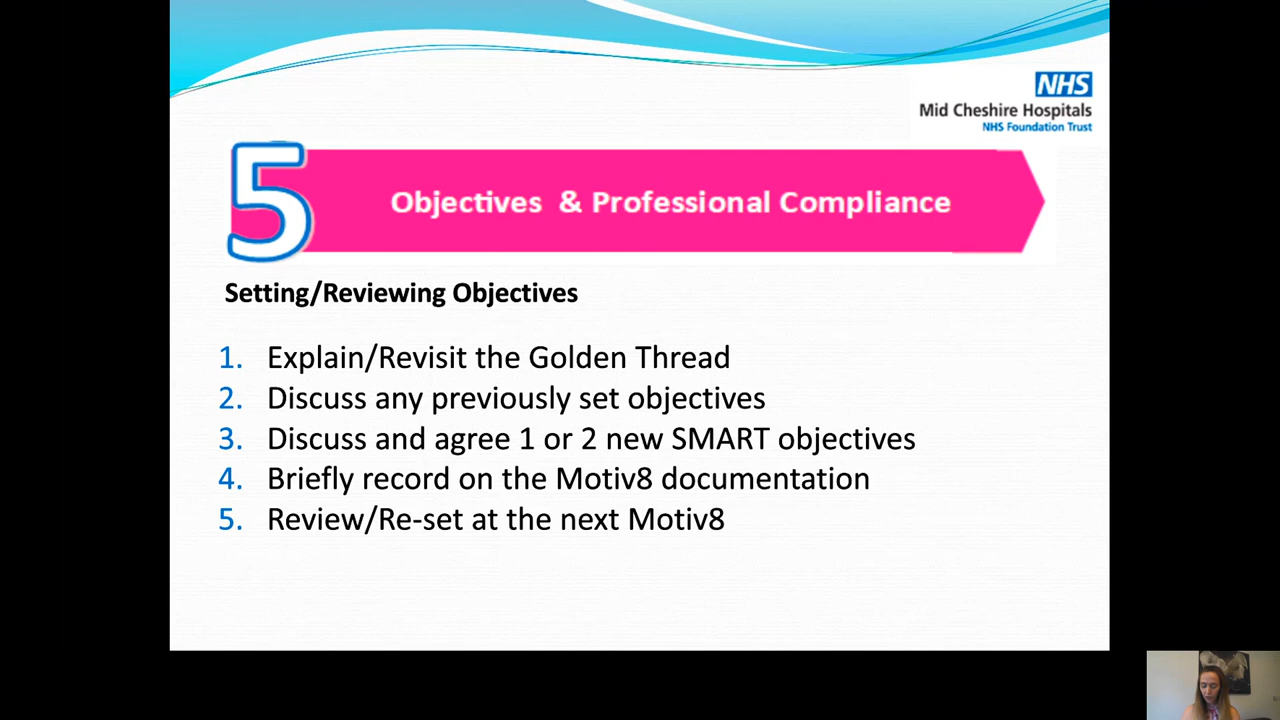 NHS
Mid Cheshire Hospitals
NHS Foundation Trust
5
Objectives & Professional Compliance
Setting/Reviewing Objectives
1. Explain/Revisit the Golden Thread
2. Discuss any previously set objectives
3. Discuss and agree 1 or 2 new SMART objectives
4. Briefly record on the Motiv8 documentation
5. Review/Re-set at the next Motiv8